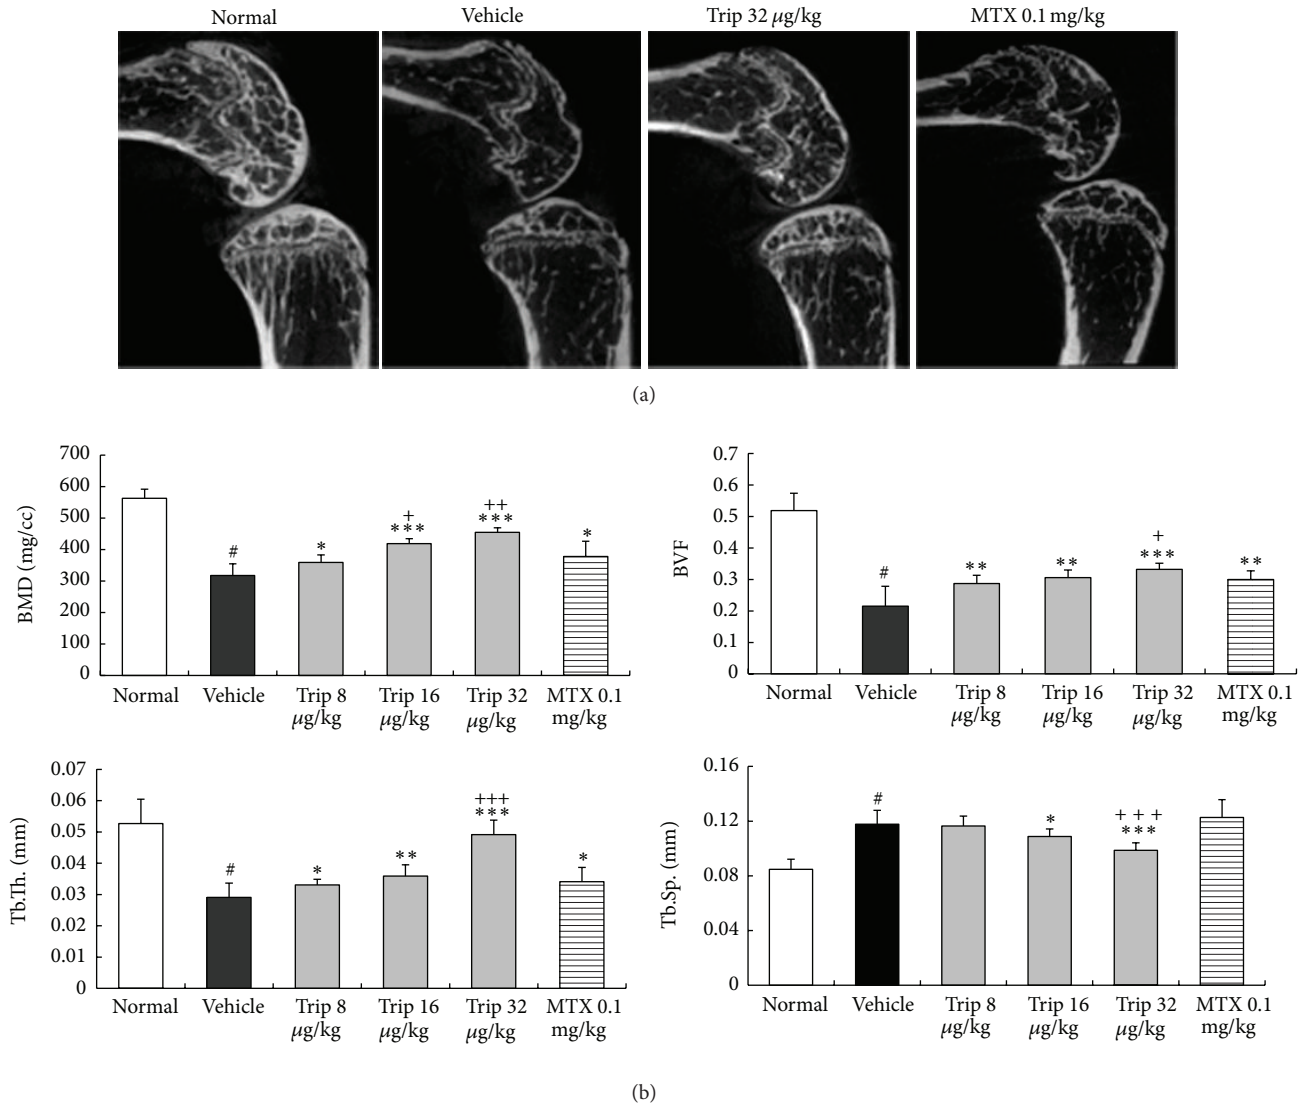 Normal
Vehicle
Trip 32 μg/kg
MTX 0.1 mg/kg
(a)
BMD (mg/cc)
700
600
500
400
300
200
100
0
#
*
+
***
++
***
*
Normal
Vehicle
Trip 8
μg/kg
Trip 16
μg/kg
Trip 32
μg/kg
MTX 0.1
mg/kg
BVF
0.7
0.6
0.5
0.4
0.3
0.2
0.1
0
#
**
**
+
***
**
Normal
Vehicle
Trip 8
μg/kg
Trip 16
μg/kg
Trip 32
μg/kg
MTX 0.1
mg/kg
Tb.Th. (mm)
0.07
0.06
0.05
0.04
0.03
0.02
0.01
0
#
*
**
+++
***
*
Normal
Vehicle
Trip 8
μg/kg
Trip 16
μg/kg
Trip 32
μg/kg
MTX 0.1
mg/kg
Tb.Sp. (mm)
0.16
0.12
0.08
0.04
0
#
*
+++
***
Normal
Vehicle
Trip 8
μg/kg
Trip 16
μg/kg
Trip 32
μg/kg
MTX 0.1
mg/kg
(b)